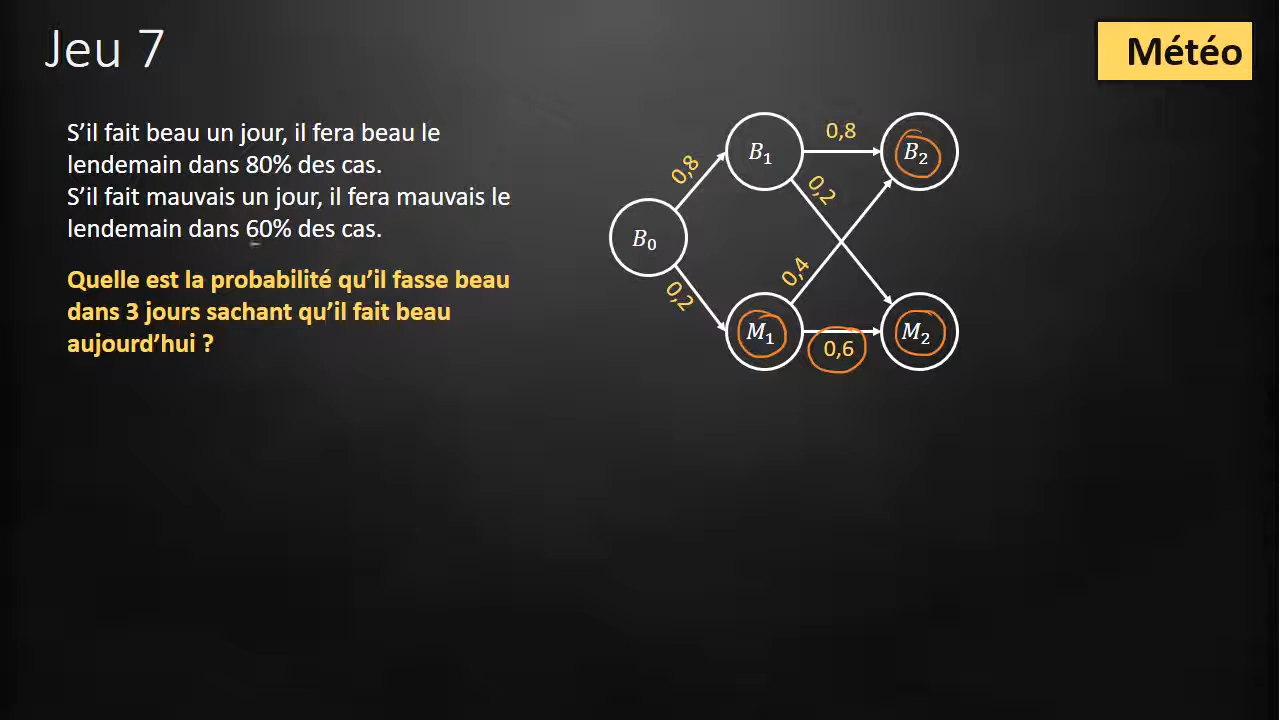 Jeu 7
Météo
S'il fait beau un jour, il fera beau le
lendemain dans 80% des cas.
S'il fait mauvais un jour, il fera mauvais le
lendemain dans 60% des cas.
Quelle est la probabilité qu'il fasse beau
dans 3 jours sachant qu'il fait beau
aujourd'hui ?
B₀
0,8
0,2
B₁
M₁
0,8
0,2
0,4
0,6
B₂
M₂